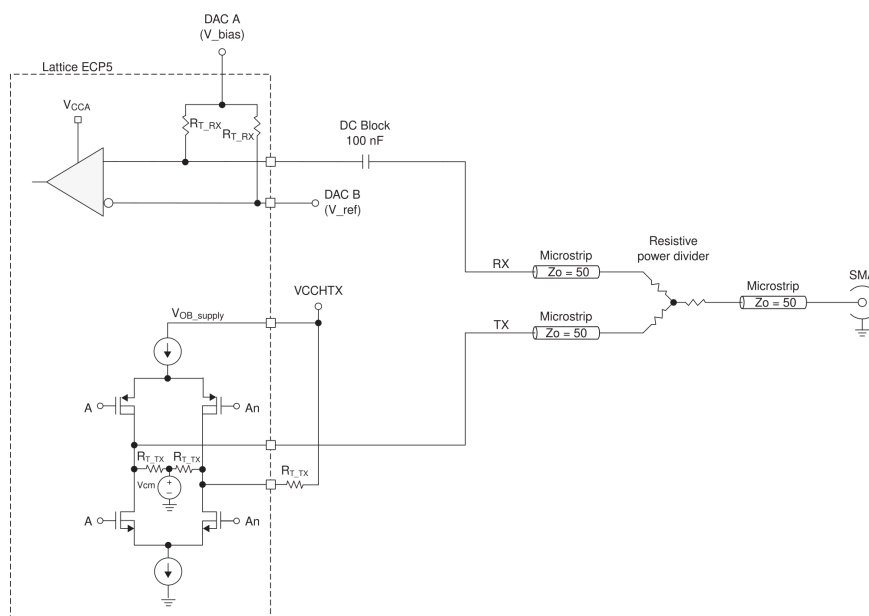 DAC A
(V_bias)
Lattice ECP5
VCCA
RT_RX
RT_RX
DC Block
100 nF
DAC B
(V_ref)
RX
Microstrip
Zo = 50
Resistive
power divider
Microstrip
Zo = 50
SMA
TX
Microstrip
Zo = 50
VCCHTX
VOB_supply
A
An
RT_TX
RT_TX
Vcm
+
−
RT_TX
A
An